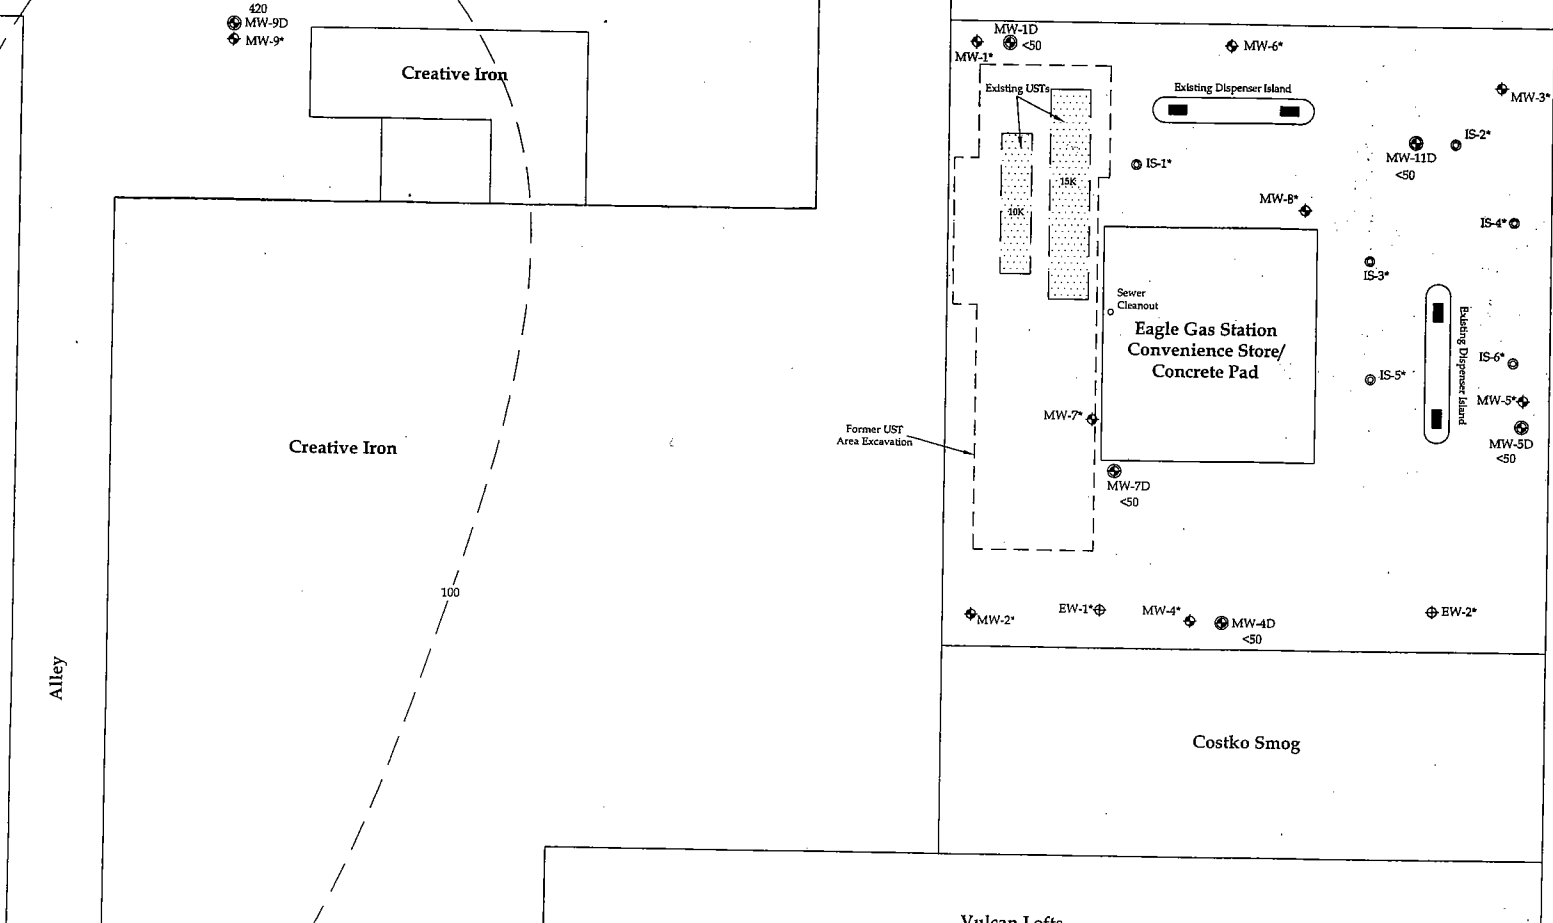 420
MW-9D
MW-9*
Creative Iron
Creative Iron
100
Alley
MW-1D
<50
MW-1*
MW-6*
Existing USTs
Existing Dispenser Island
MW-3*
IS-2*
MW-11D
<50
IS-1*
15K
10K
MW-8*
IS-4*
IS-3*
Sewer
Cleanout
Eagle Gas Station
Convenience Store/
Concrete Pad
Existing Dispenser Island
IS-6*
IS-5*
MW-5*
MW-5D
<50
MW-7*
Former UST
Area Excavation
MW-7D
<50
MW-2*
EW-1*
MW-4*
MW-4D
<50
EW-2*
Costko Smog
Vulcan Lofts